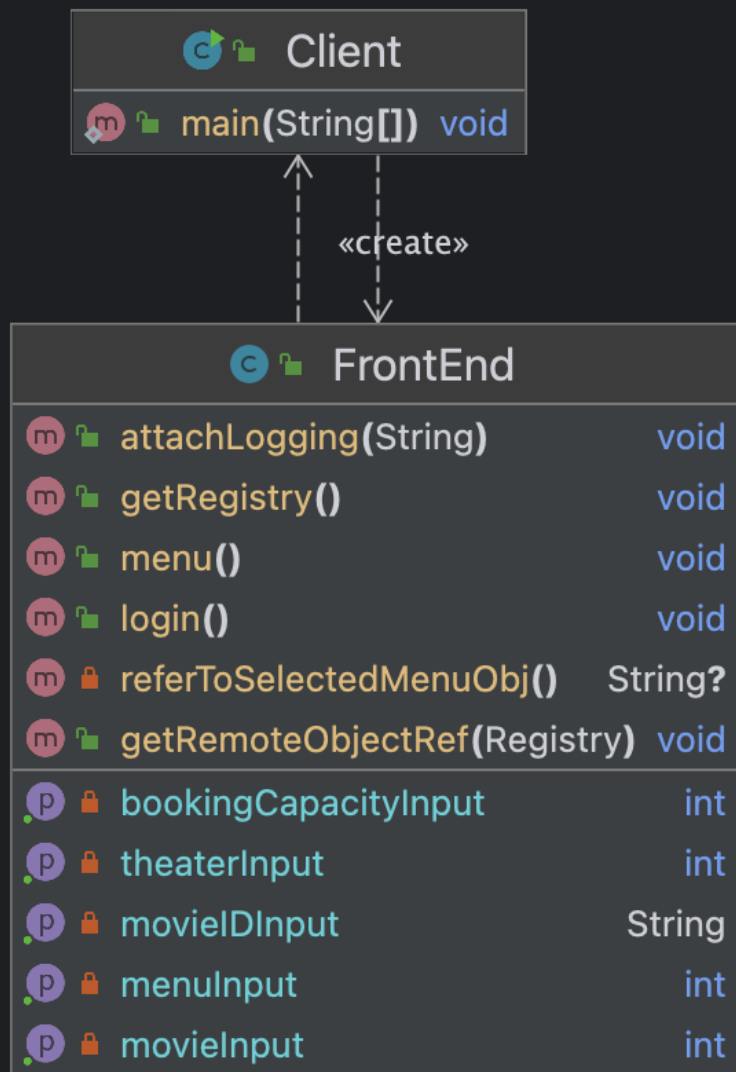 Client
main(String[]) void
«create»
FrontEnd
attachLogging(String) void
getRegistry() void
menu() void
login() void
referToSelectedMenuObj() String?
getRemoteObjectRef(Registry) void
bookingCapacityInput int
theaterInput int
movieIDInput String
menuInput int
movieInput int